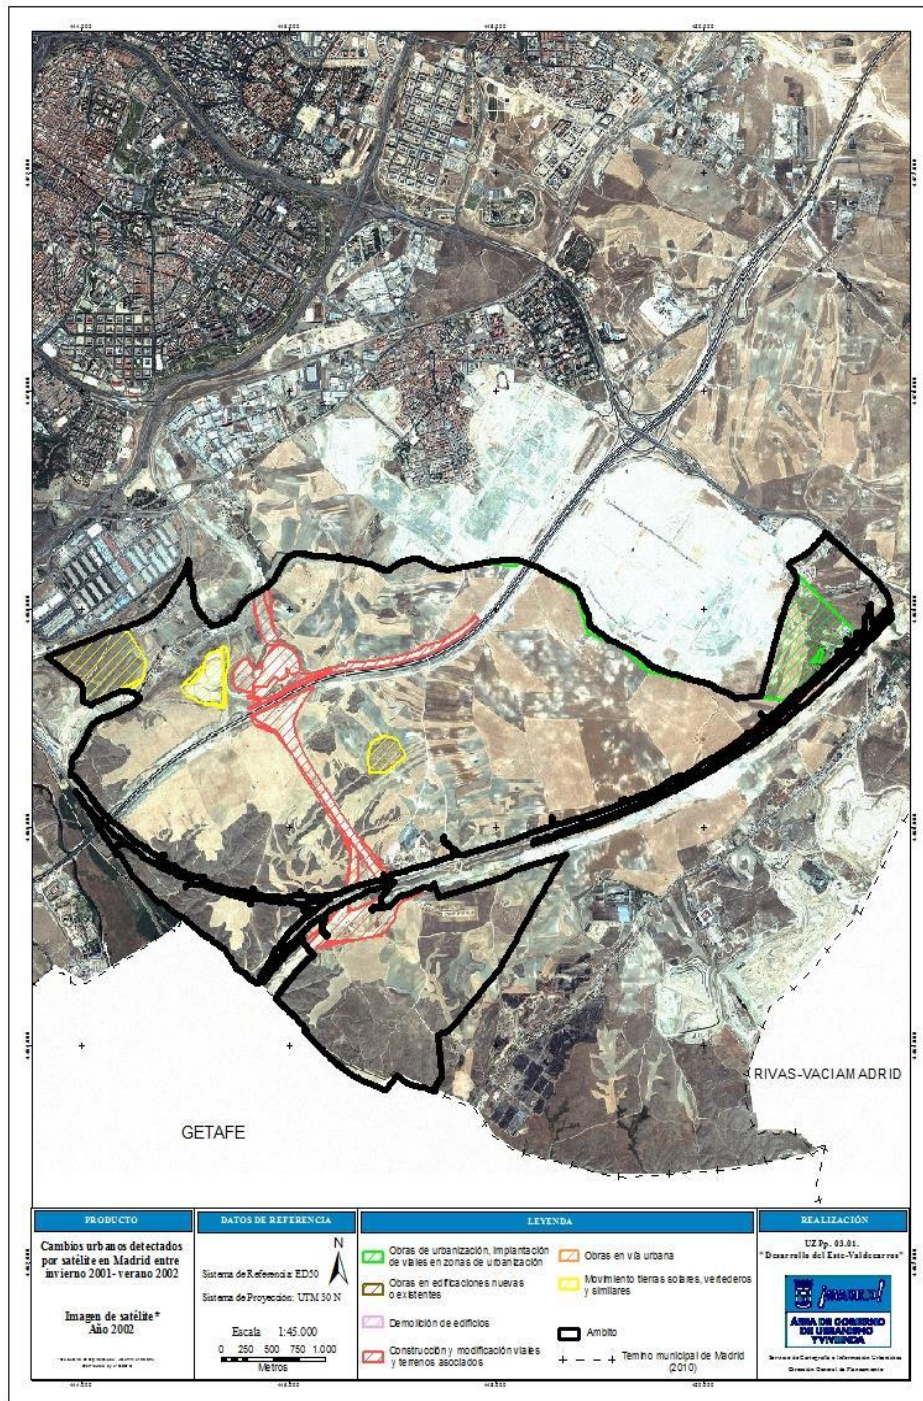 GETAFE
RIVAS-VACIAMADRID
PRODUCTO
Cambios urbanos detectados
por satélite en Madrid entre
invierno 2001- verano 2002
Imagen de satélite*
Año 2002
DATOS DE REFERENCIA
N
Sistema de Referencia: ED50
Sistema de Proyección: UTM 30 N
Escala 1:45.000
0 250 500 750 1.000
Metros
LEYENDA
Obras de urbanización, implantación
de viales en zonas de urbanización
Obras en edificaciones nuevas
o existentes
Demolición de edificios
Construcción y modificación viales
y terrenos asociados
Obras en vía urbana
Movimiento tierras solares, vertederos
y similares
Ambito
Termino municipal de Madrid
(2010)
REALIZACIÓN
UZPp. 03.01.
"Desarrollo del Este-Valdecarros"
¡MADRID!
ÁREA DE GOBIERNO
DE URBANISMO
Y VIVIENDA
Servicio de Cartografía e Información Urbanística
Dirección General de Planeamiento